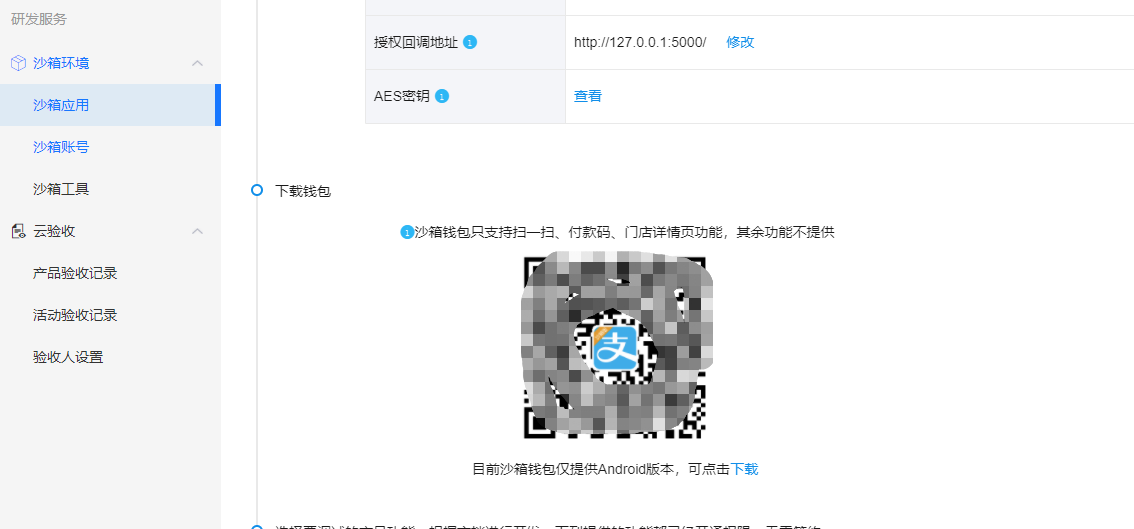 研发服务
沙箱环境
沙箱应用
沙箱账号
沙箱工具
云验收
产品验收记录
活动验收记录
验收人设置
授权回调地址 1 http://127.0.0.1:5000/ 修改
AES密钥 1 查看
下载钱包
1沙箱钱包只支持扫一扫、付款码、门店详情页功能，其余功能不提供
支
目前沙箱钱包仅提供Android版本，可点击下载